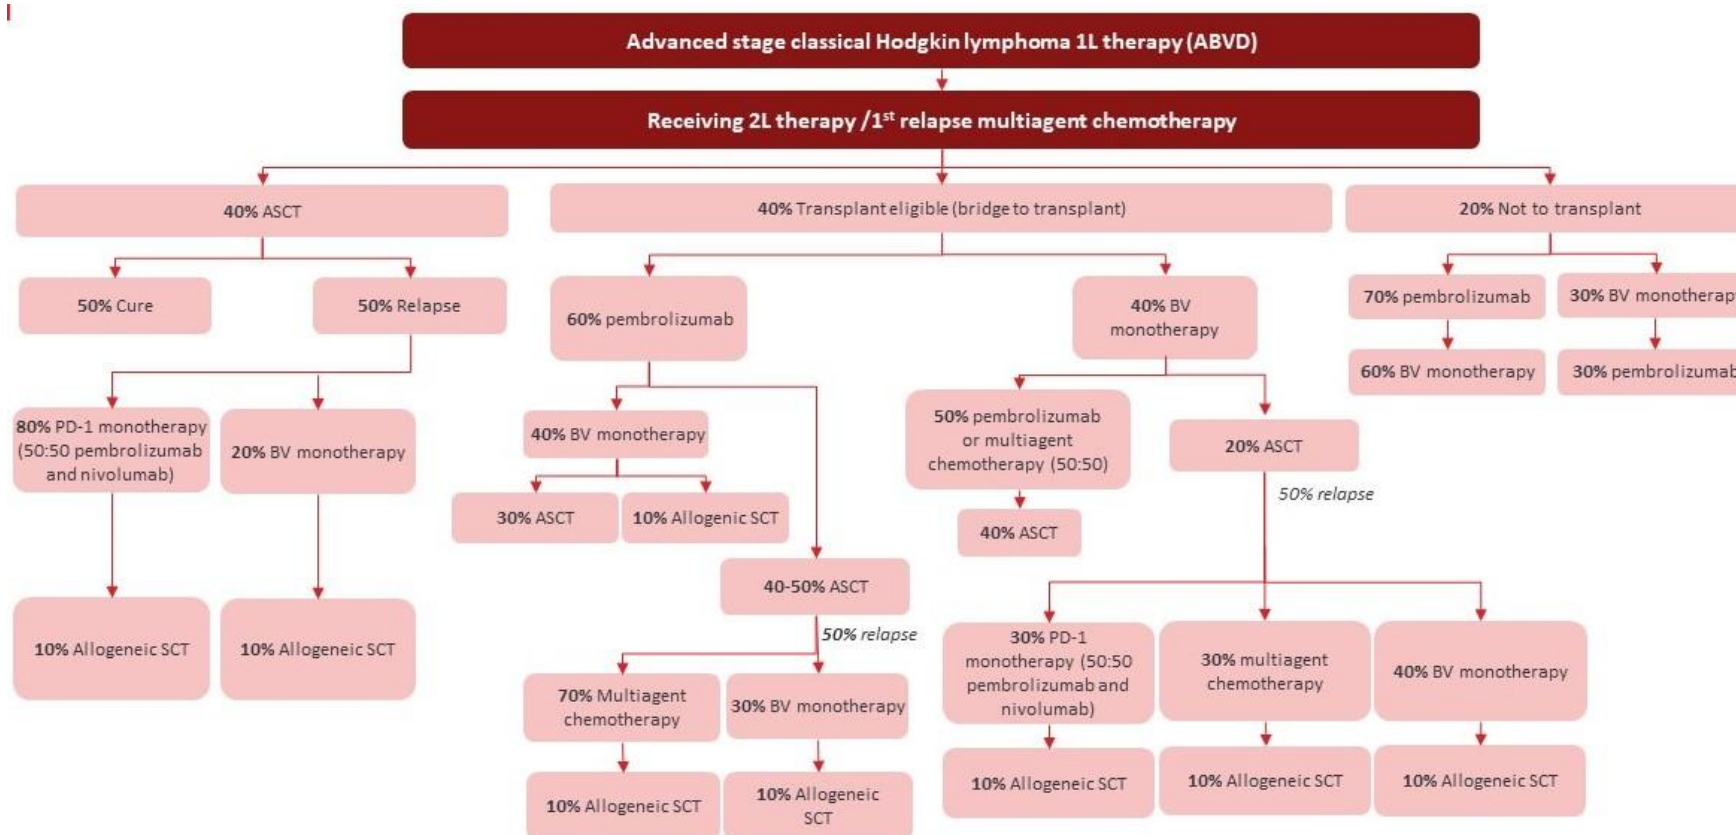 Advanced stage classical Hodgkin lymphoma 1L therapy (ABVD)
Receiving 2L therapy /1st relapse multiagent chemotherapy
40% ASCT
40% Transplant eligible (bridge to transplant)
20% Not to transplant
50% Cure
50% Relapse
60% pembrolizumab
40% BV
monotherapy
70% pembrolizumab
30% BV monotherapy
60% BV monotherapy
30% pembrolizumab
80% PD-1 monotherapy
(50:50 pembrolizumab
and nivolumab)
20% BV monotherapy
40% BV monotherapy
50% pembrolizumab
or multiagent
chemotherapy (50:50)
20% ASCT
50% relapse
30% ASCT
10% Allogenic SCT
40% ASCT
40-50% ASCT
50% relapse
10% Allogeneic SCT
10% Allogeneic SCT
70% Multiagent
chemotherapy
30% BV monotherapy
30% PD-1
monotherapy (50:50
pembrolizumab and
nivolumab)
30% multiagent
chemotherapy
40% BV monotherapy
10% Allogeneic SCT
10% Allogeneic
SCT
10% Allogeneic SCT
10% Allogeneic SCT
10% Allogeneic SCT